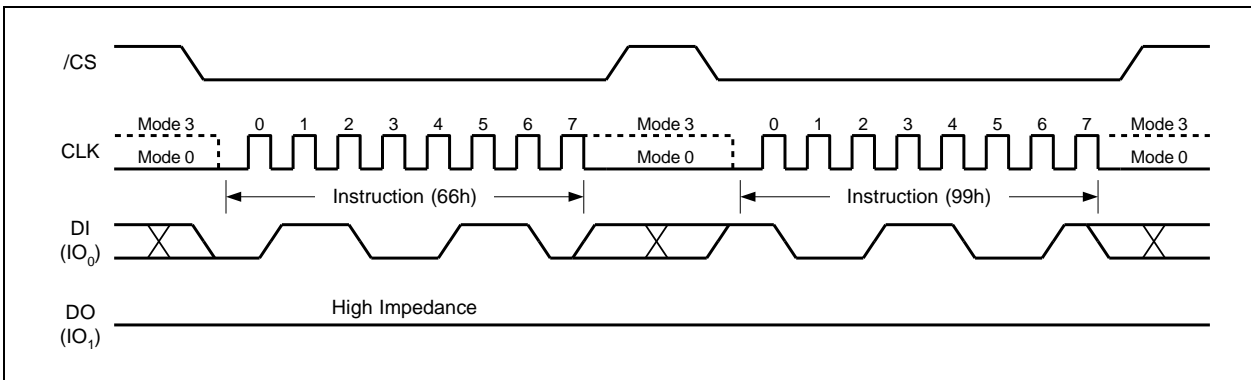 /CS
Mode 3 0 1 2 3 4 5 6 7 Mode 3 0 1 2 3 4 5 6 7 Mode 3
CLK
Mode 0 Mode 0 Mode 0
Instruction (66h) Instruction (99h)
DI
(IO₀)
High Impedance
DO
(IO₁)